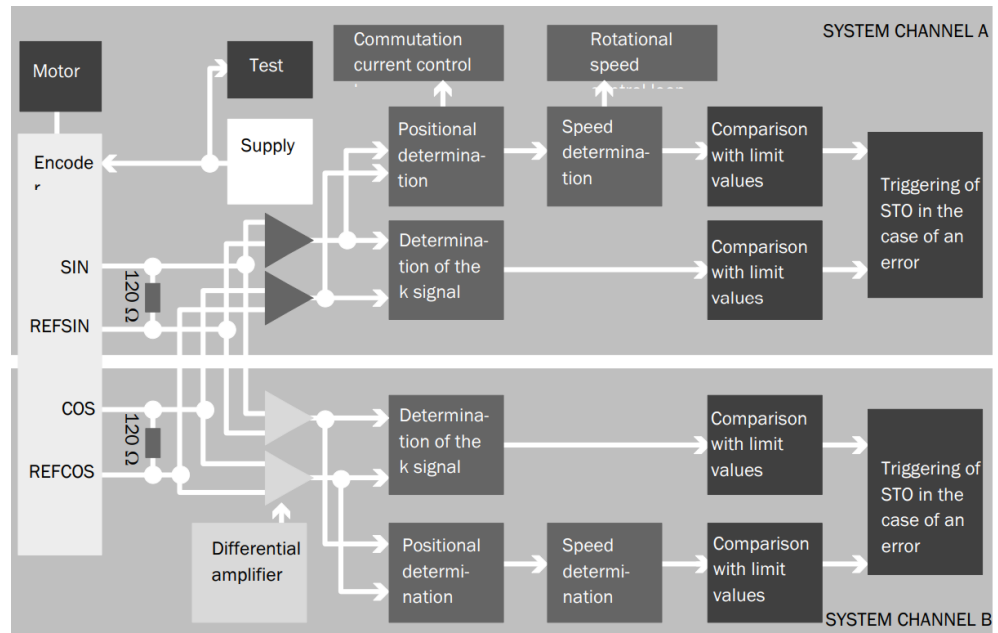 SYSTEM CHANNEL A
Motor
Test
Commutation
current control
Rotational
speed
Supply
Encode
r
Positional
determina-
tion
Speed
determina-
tion
Comparison
with limit
values
Triggering of
STO in the
case of an
error
Determina-
tion of the
k signal
Comparison
with limit
values
SIN
120 Ω
REFSIN
COS
120 Ω
REFCOS
Determina-
tion of the
k signal
Comparison
with limit
values
Triggering of
STO in the
case of an
error
Differential
amplifier
Positional
determi-
nation
Speed
determi-
nation
Comparison
with limit
values
SYSTEM CHANNEL B